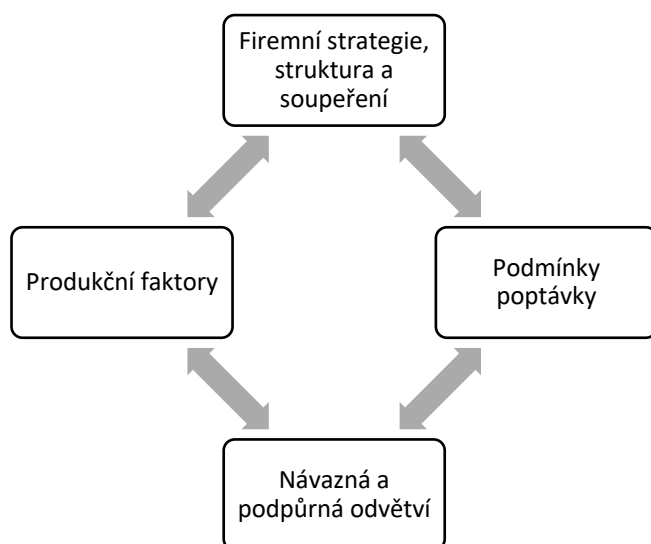 Firemní strategie,
struktura a
soupeření
Produkční faktory
Podmínky
poptávky
Návazná a
podpůrná odvětví